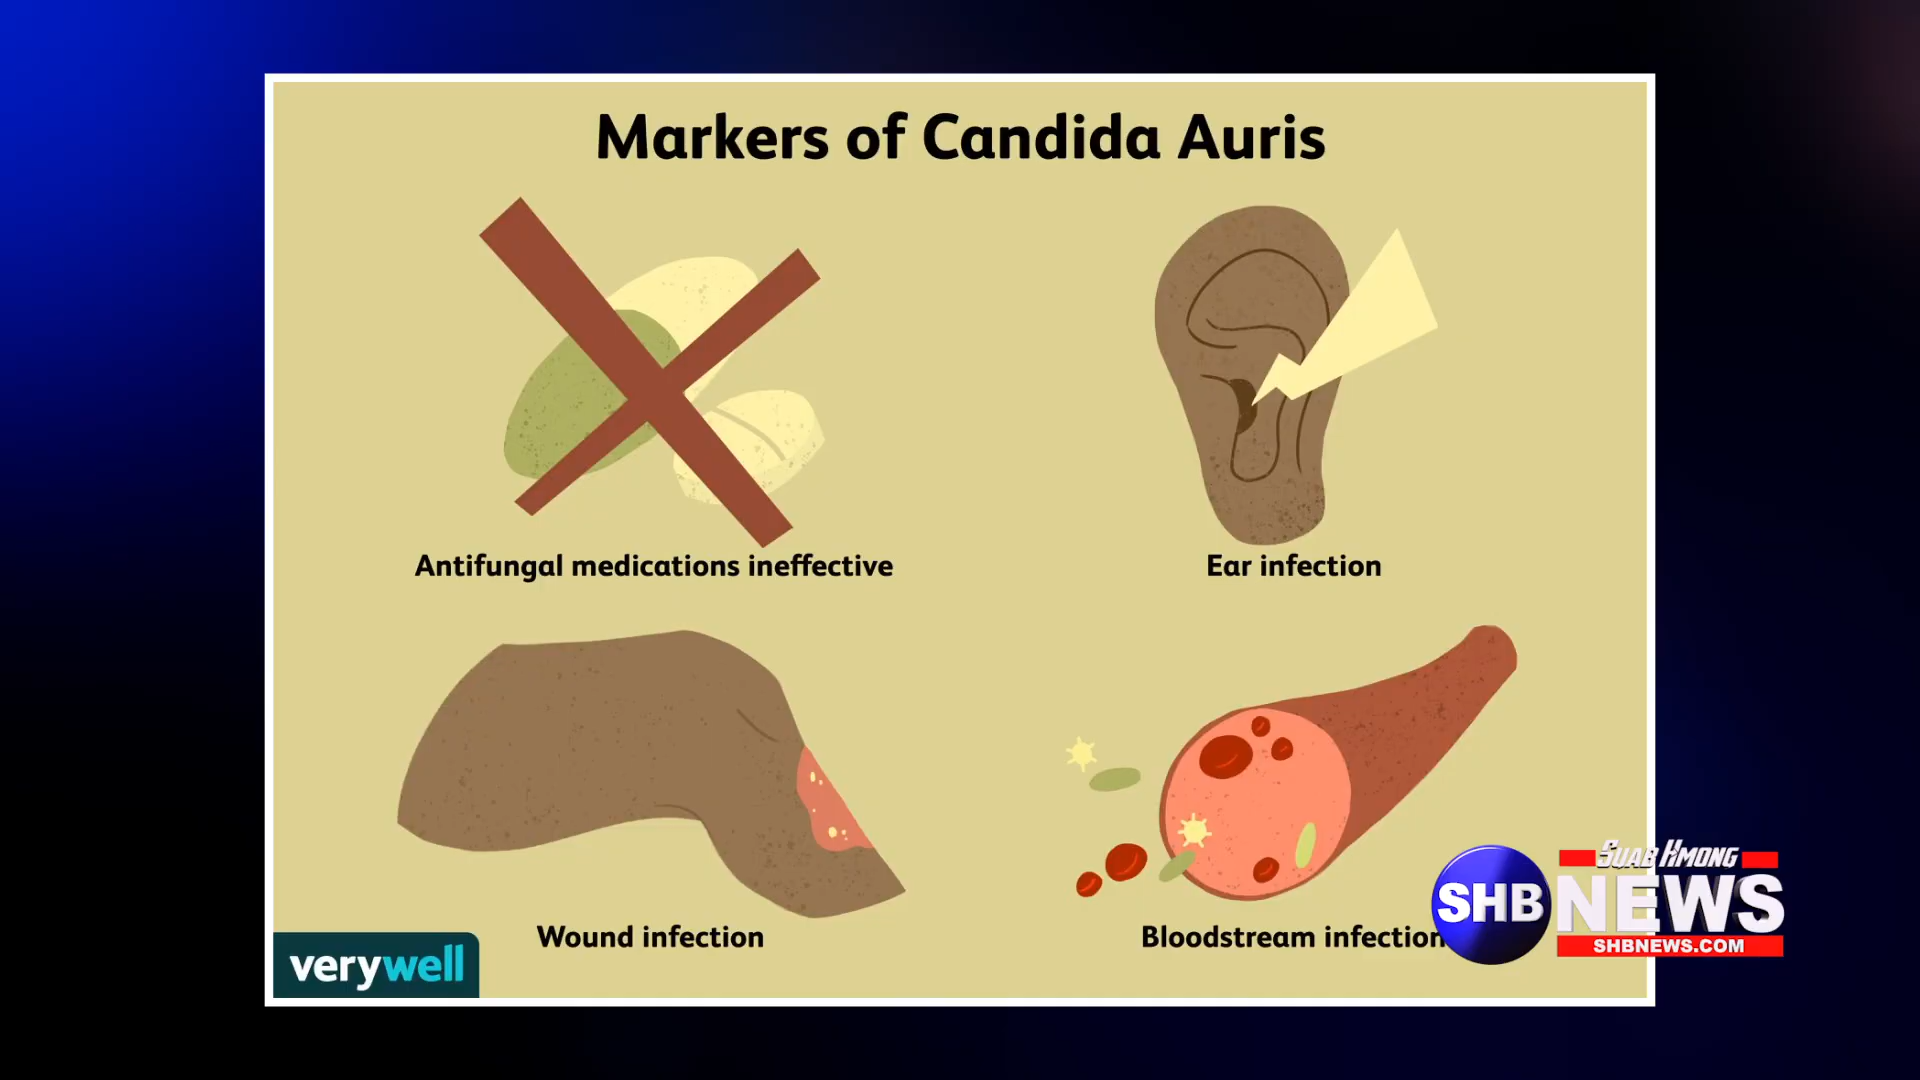 Markers of Candida Auris
Antifungal medications ineffective
Ear infection
Wound infection
Bloodstream infection
verywell
SHB
SUAB HMONG
NEWS
SHBNEWS.COM